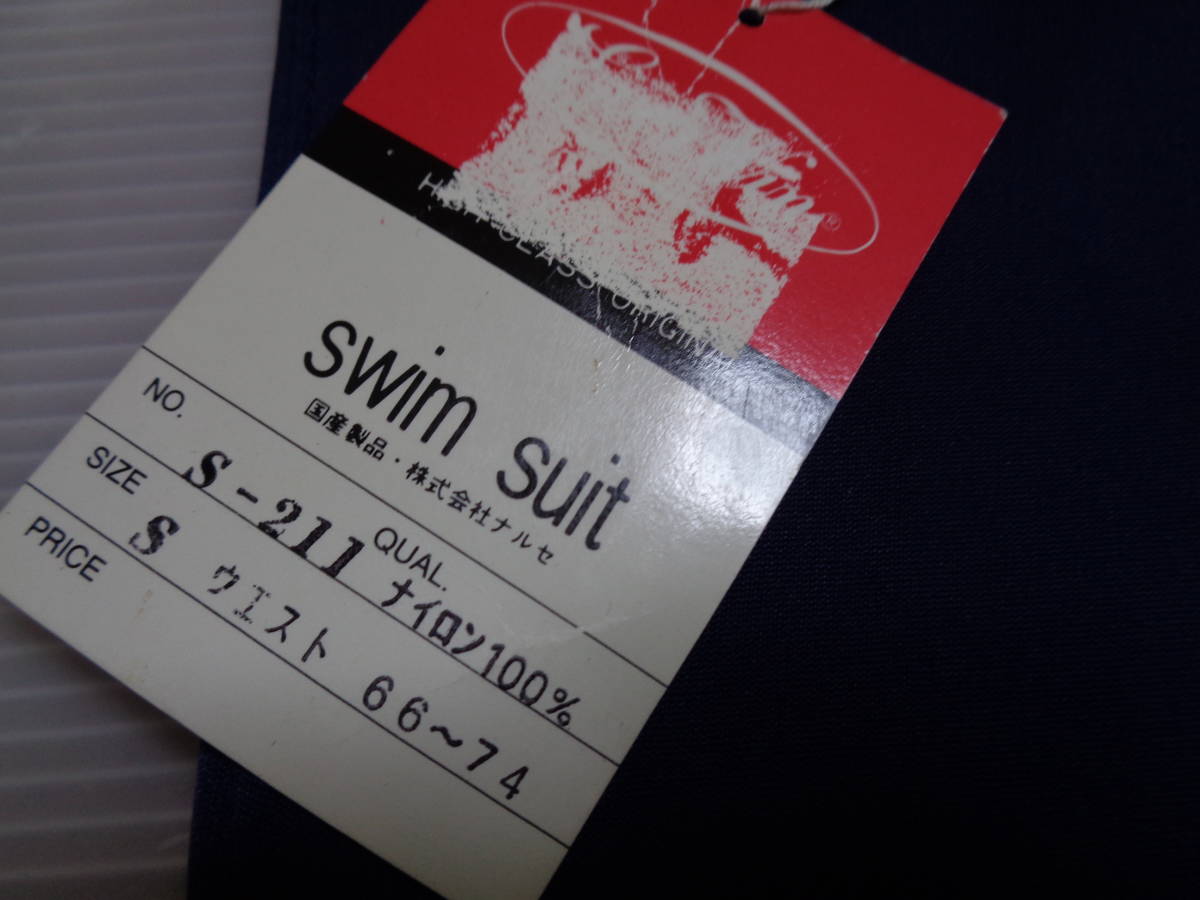 ®
HIGH CLASS ORIGINAL
swim suit
国産製品・株式会社ナルセ
NO. S-211 QUAL. ナイロン100%
SIZE S ウエスト 66～74
PRICE